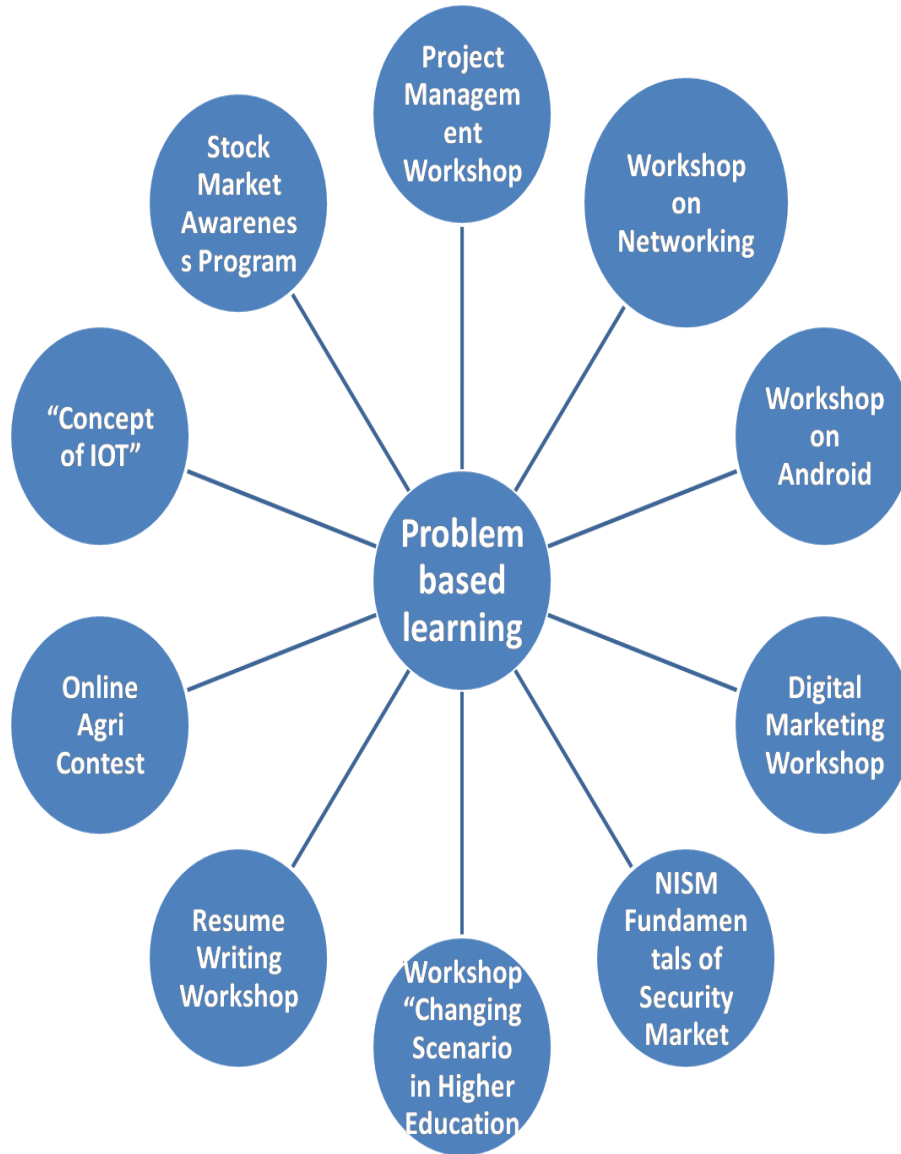 Project
Managem
ent
Workshop
Workshop
on
Networking
Workshop
on
Android
Digital
Marketing
Workshop
NISM
Fundamen
tals of
Security
Market
Workshop
“Changing
Scenario
in Higher
Education
Resume
Writing
Workshop
Online
Agri
Contest
“Concept
of IOT”
Stock
Market
Awarenes
s Program
Problem
based
learning